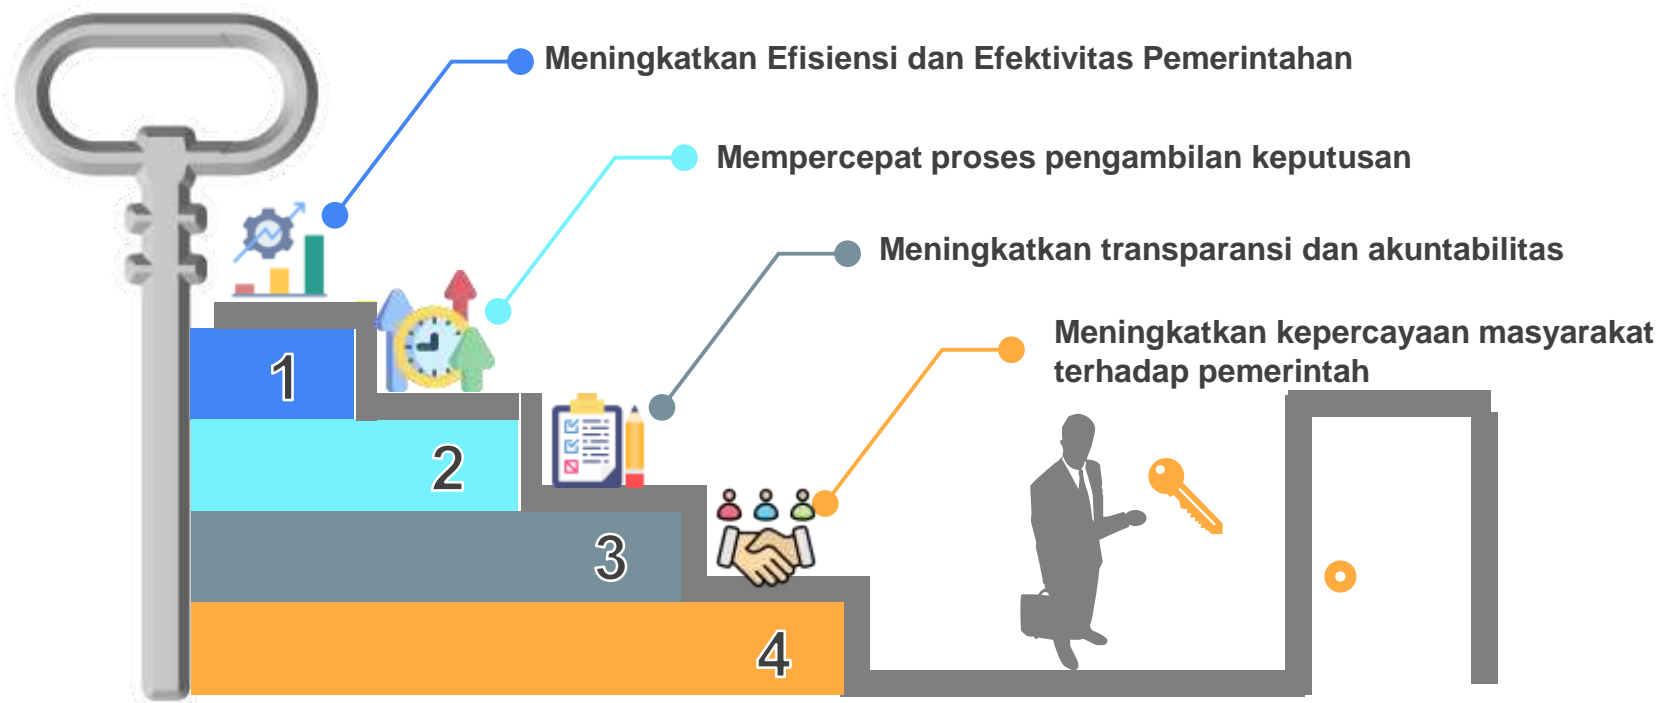 Meningkatkan Efisiensi dan Efektivitas Pemerintahan
Mempercepat proses pengambilan keputusan
Meningkatkan transparansi dan akuntabilitas
Meningkatkan kepercayaan masyarakat
terhadap pemerintah
1
2
3
4